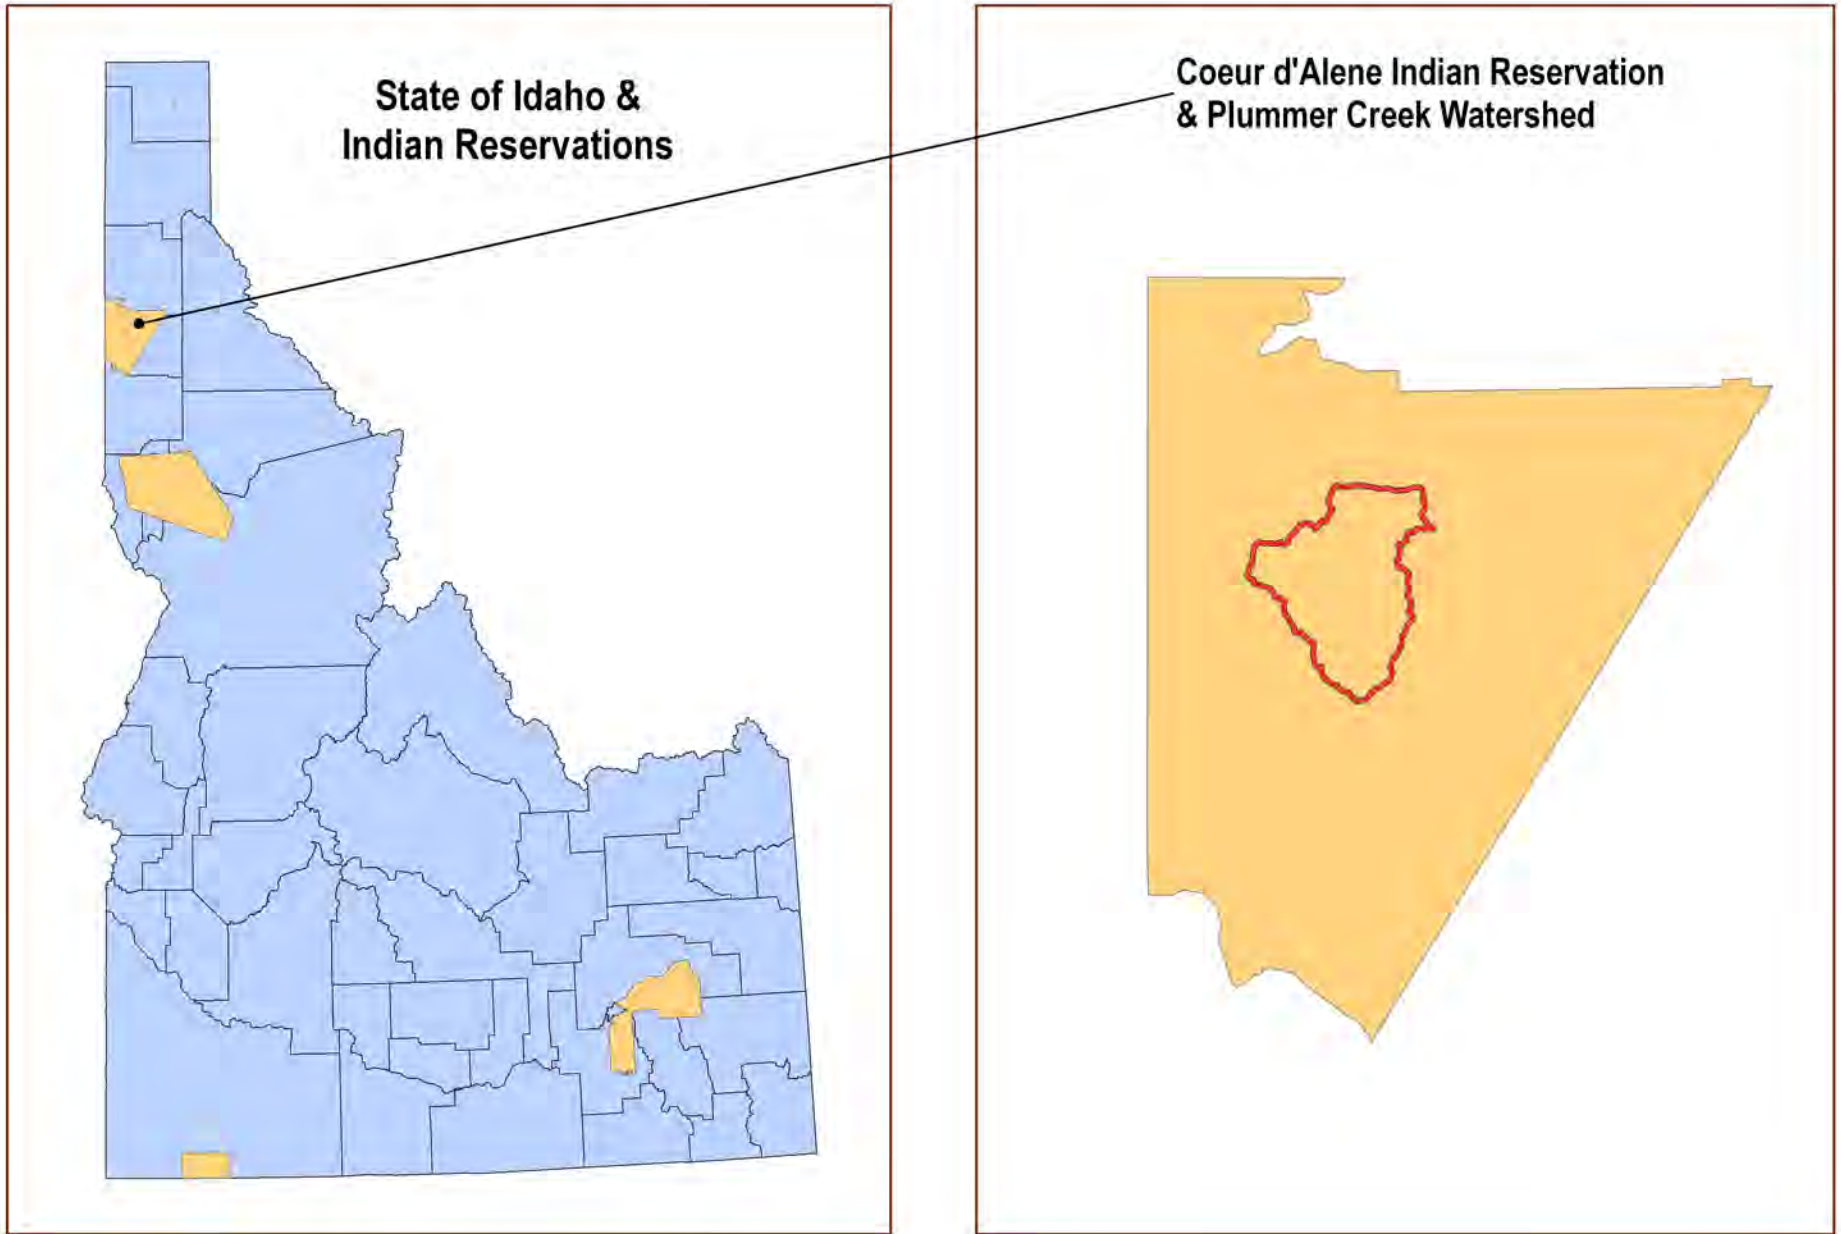 State of Idaho &
Indian Reservations
Coeur d'Alene Indian Reservation
& Plummer Creek Watershed